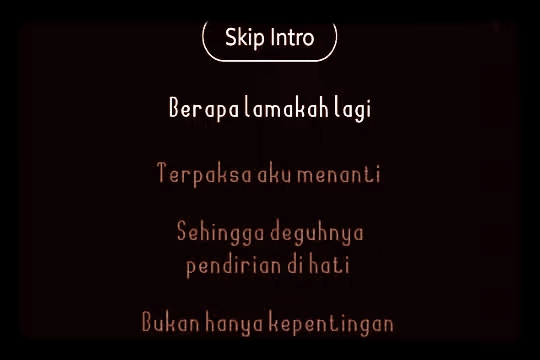 Skip Intro
Berapa lamakah lagi
Terpaksa aku menanti
Sehingga deguhnya
pendirian di hati
Bukan hanya kepentingan